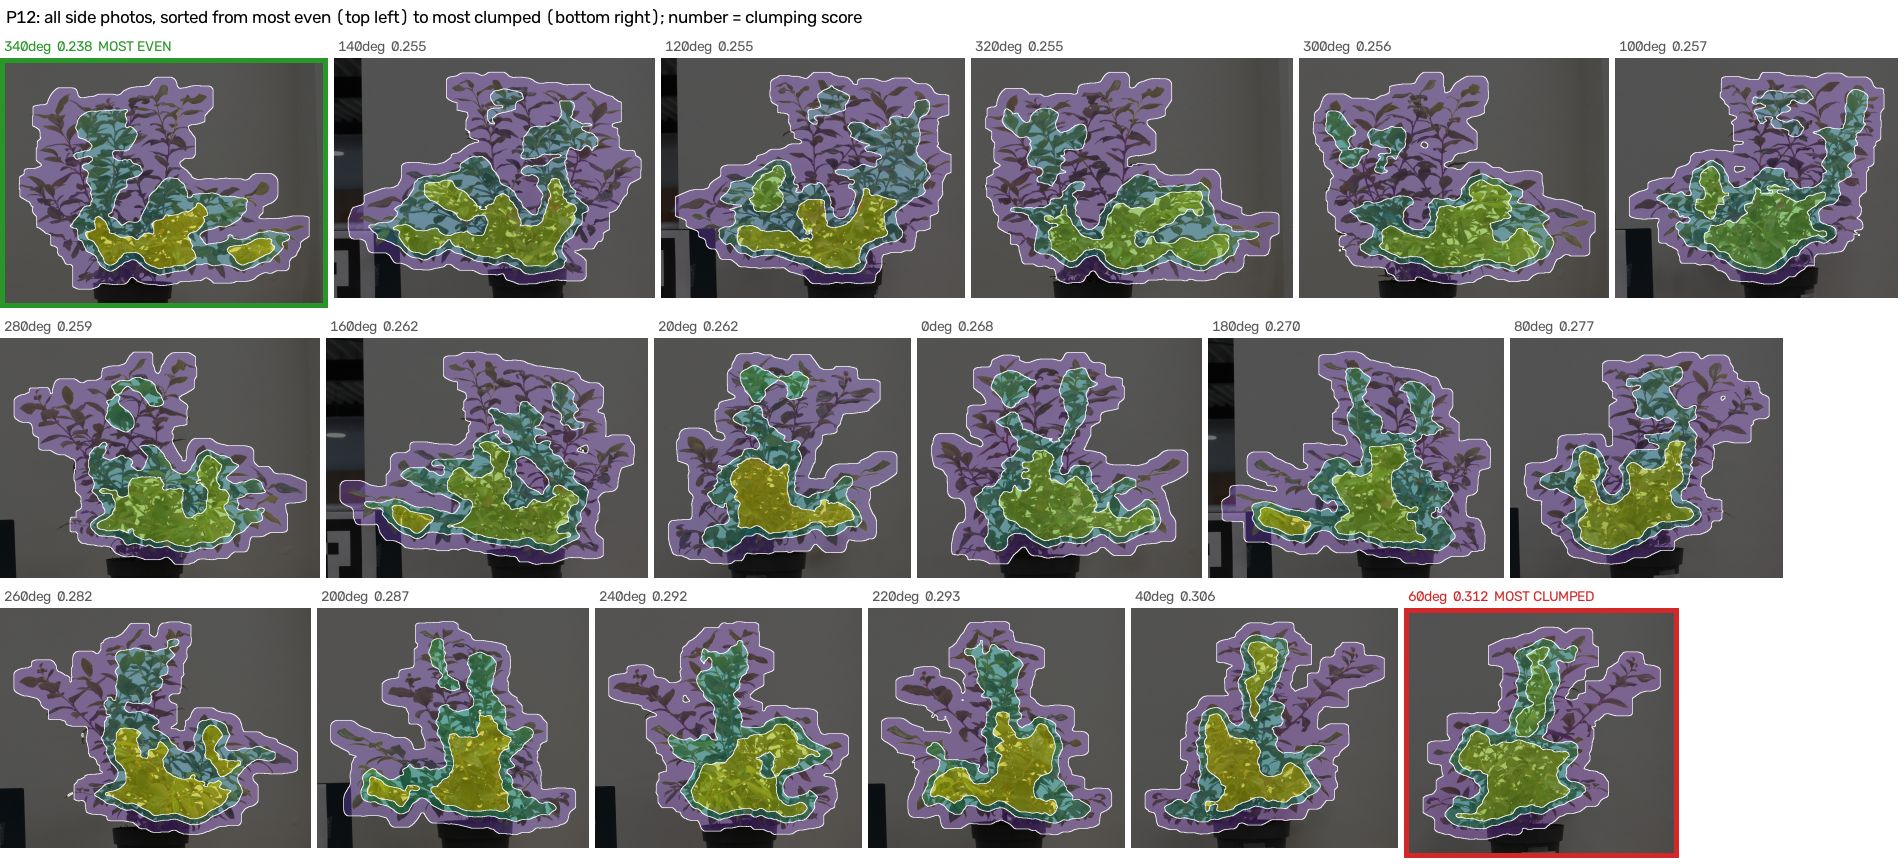 P12: all side photos, sorted from most even (top left) to most clumped (bottom right); number = clumping score
340deg 0.238 MOST EVEN
140deg 0.255
120deg 0.255
320deg 0.255
300deg 0.256
100deg 0.257
280deg 0.259
160deg 0.262
20deg 0.262
0deg 0.268
180deg 0.270
80deg 0.277
260deg 0.282
200deg 0.287
240deg 0.292
220deg 0.293
40deg 0.306
60deg 0.312 MOST CLUMPED